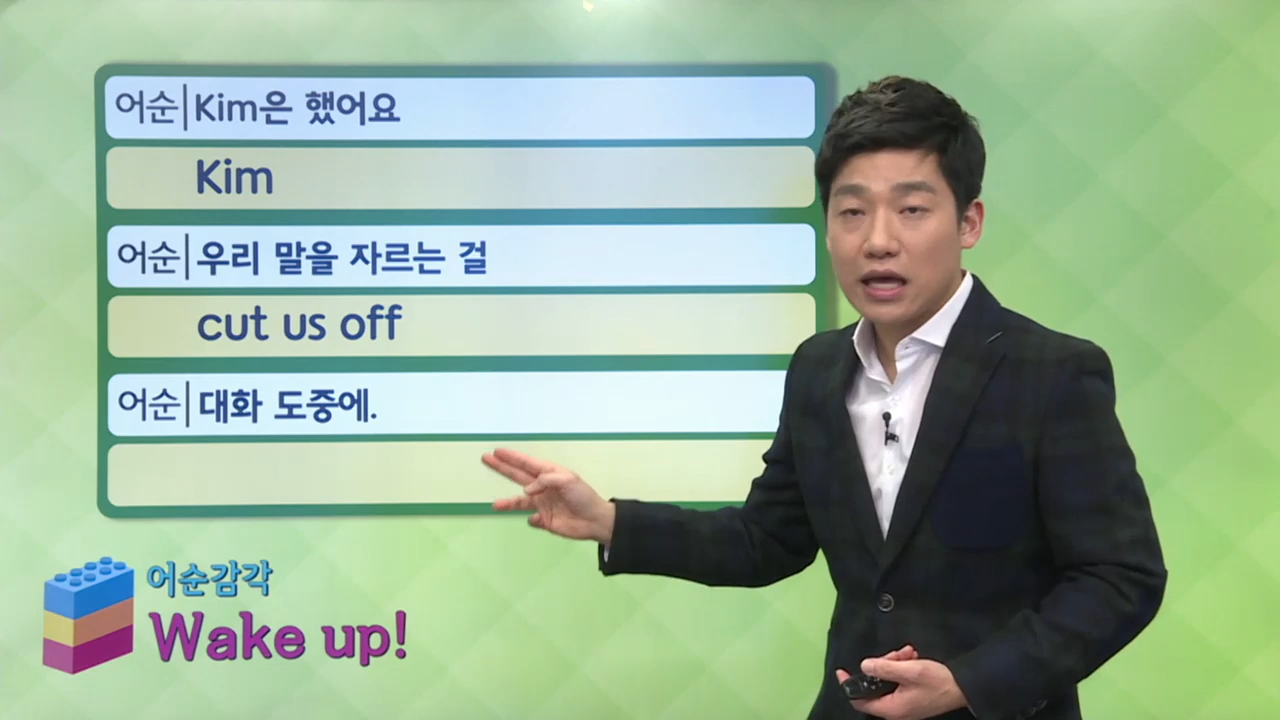 어순|Kim은 했어요
Kim
어순|우리 말을 자르는 걸
cut us off
어순|대화 도중에.
어순감각
Wake up!